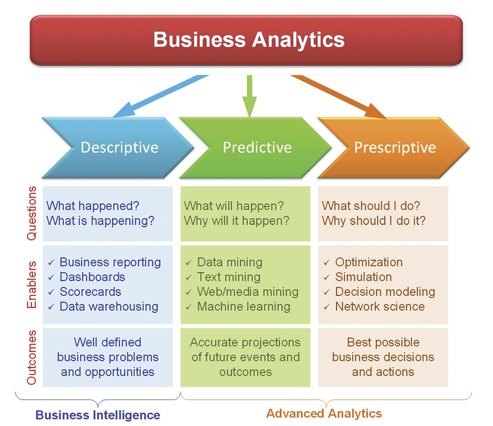 Business Analytics
Descriptive
Predictive
Prescriptive
Questions
What happened?
What is happening?
What will happen?
Why will it happen?
What should I do?
Why should I do it?
Enablers
✓ Business reporting
✓ Dashboards
✓ Scorecards
✓ Data warehousing
✓ Data mining
✓ Text mining
✓ Web/media mining
✓ Machine learning
✓ Optimization
✓ Simulation
✓ Decision modeling
✓ Network science
Outcomes
Well defined
business problems
and opportunities
Accurate projections
of future events and
outcomes
Best possible
business decisions
and actions
Business Intelligence
Advanced Analytics